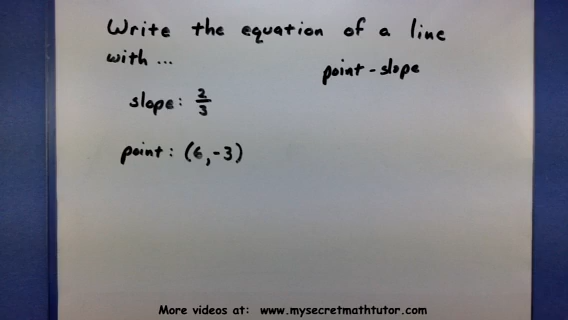 Write the equation of a line
with ...
point-slope
slope: 2/3
point: (6,-3)
More videos at: www.mysecretmathtutor.com